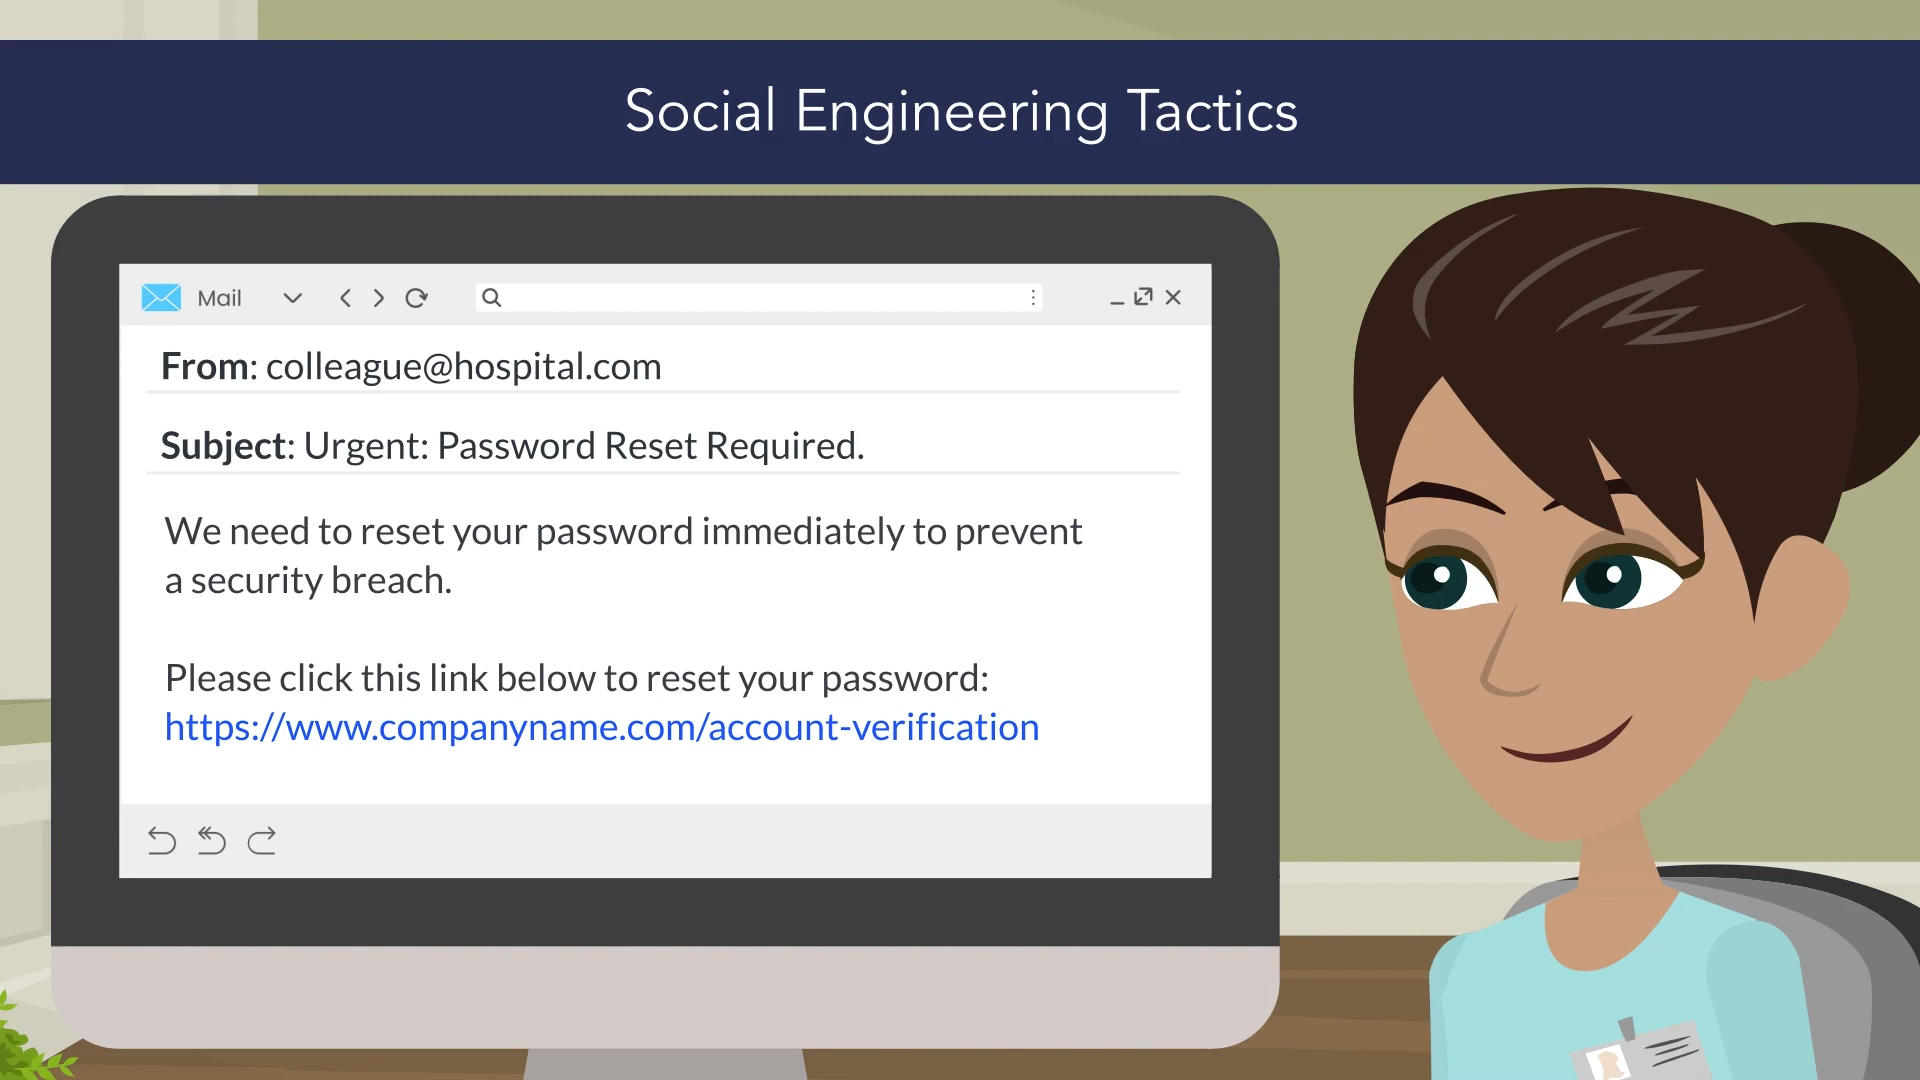 Social Engineering Tactics
Mail
From: colleague@hospital.com
Subject: Urgent: Password Reset Required.
We need to reset your password immediately to prevent
a security breach.
Please click this link below to reset your password:
https://www.companyname.com/account-verification